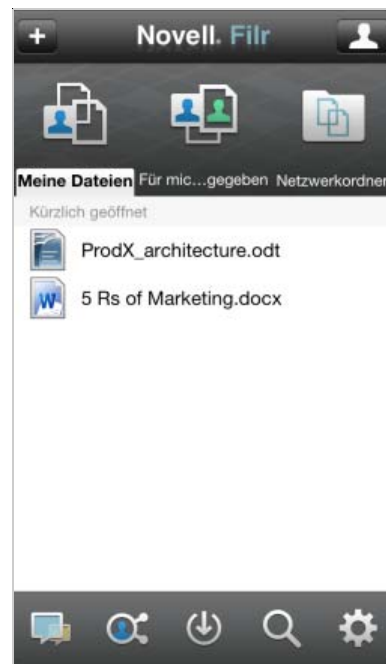 Novell. Filr
Meine Dateien Für mic...gegeben Netzwerkordner
Kürzlich geöffnet
ProdX_architecture.odt
5 Rs of Marketing.docx